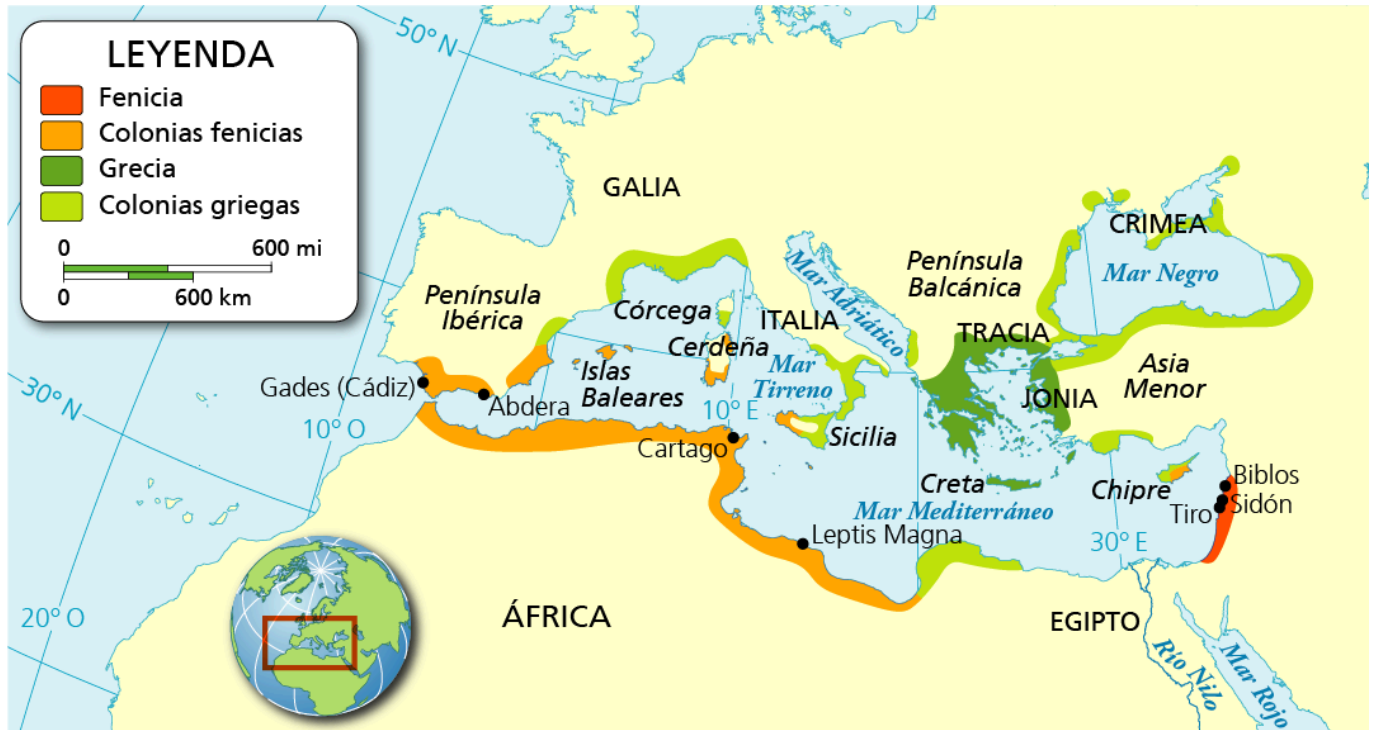 LEYENDA
Fenicia
Colonias fenicias
Grecia
Colonias griegas
0 600 mi
0 600 km
50° N
30° N
20° O
10° O
10° E
30° E
GALIA
CRIMEA
Mar Negro
Península
Balcánica
Mar Adriático
Península
Ibérica
Córcega
ITALIA
TRACIA
Cerdeña
Mar
Tirreno
Asia
Menor
Islas
Baleares
JONIA
Gades (Cádiz)
Abdera
Cartago
Sicilia
Creta
Mar Mediterráneo
Chipre
Biblos
Sidón
Tiro
Leptis Magna
ÁFRICA
EGIPTO
Río Nilo
Mar Rojo